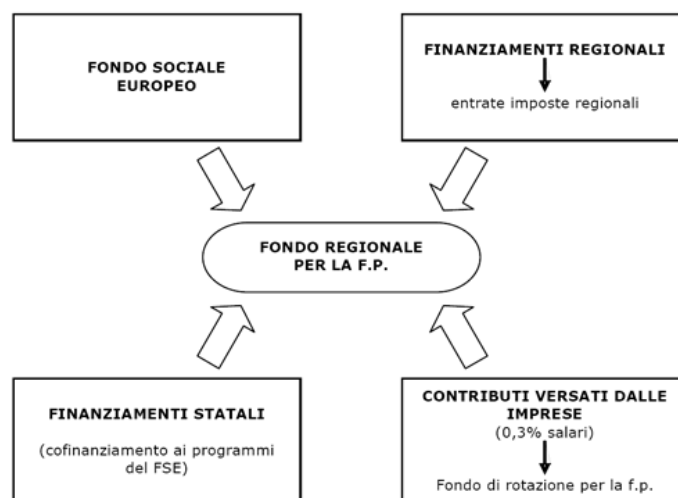 FONDO SOCIALE
EUROPEO
FINANZIAMENTI REGIONALI
entrate imposte regionali
FONDO REGIONALE
PER LA F.P.
FINANZIAMENTI STATALI
(cofinanziamento ai programmi
del FSE)
CONTRIBUTI VERSATI DALLE
IMPRESE
(0,3% salari)
Fondo di rotazione per la f.p.